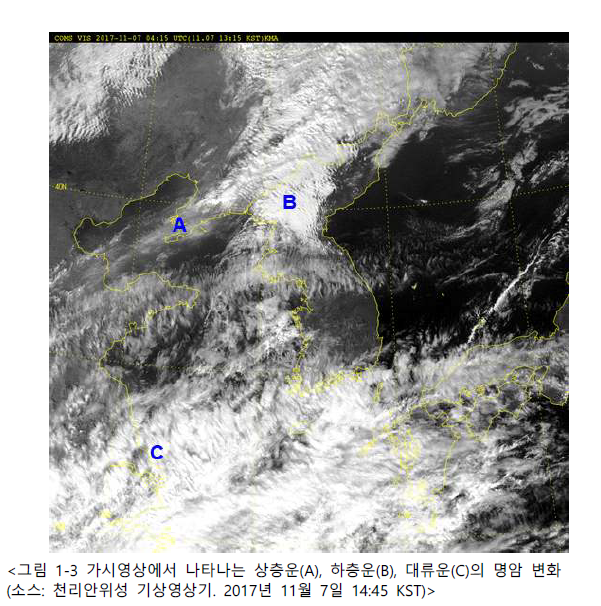 COMS VIS 2017-11-07 04:15 UTC(11.07 13:15 KST)KMA
40N
B
A
C
<그림 1-3 가시영상에서 나타나는 상층운(A), 하층운(B), 대류운(C)의 명암 변화
(소스: 천리안위성 기상영상기. 2017년 11월 7일 14:45 KST)>